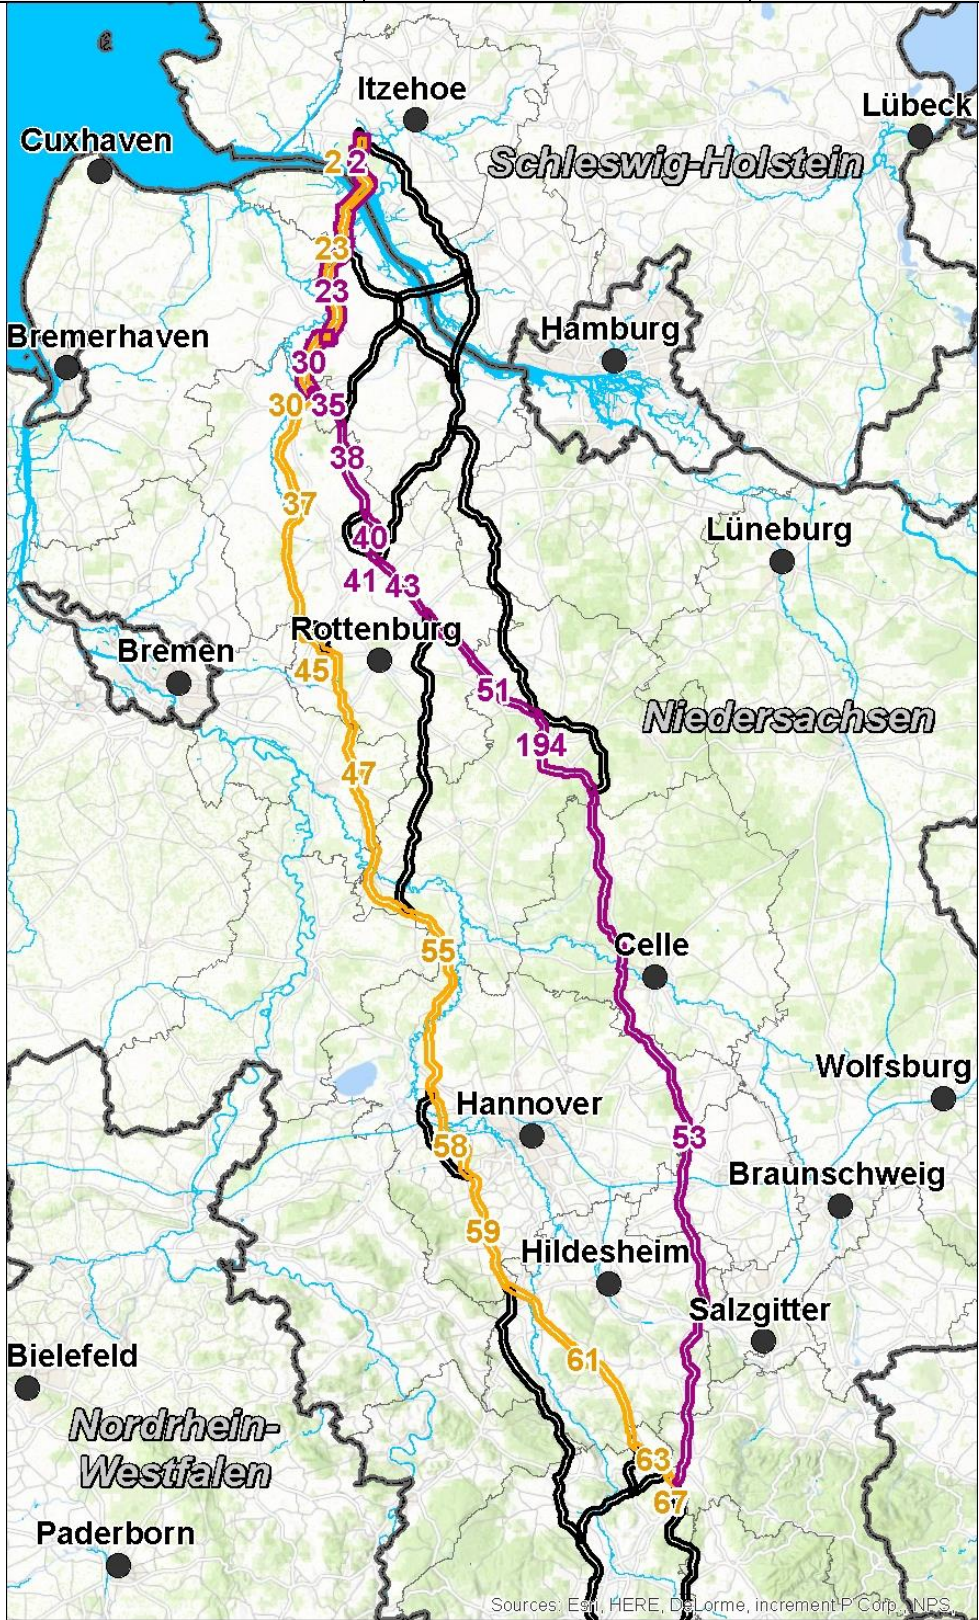 Itzehoe
Lübeck
Cuxhaven
2 2
Schleswig-Holstein
23
23
Hamburg
Bremerhaven
30
30 35
38
37
Lüneburg
40
41 43
Rottenburg
Bremen
45
51
Niedersachsen
194
47
Celle
55
Wolfsburg
Hannover
53
58
Braunschweig
59
Hildesheim
Salzgitter
Bielefeld
61
Nordrhein-
Westfalen
63
67
Paderborn
Sources: Esri, HERE, DeLorme, increment P Corp., NPS,